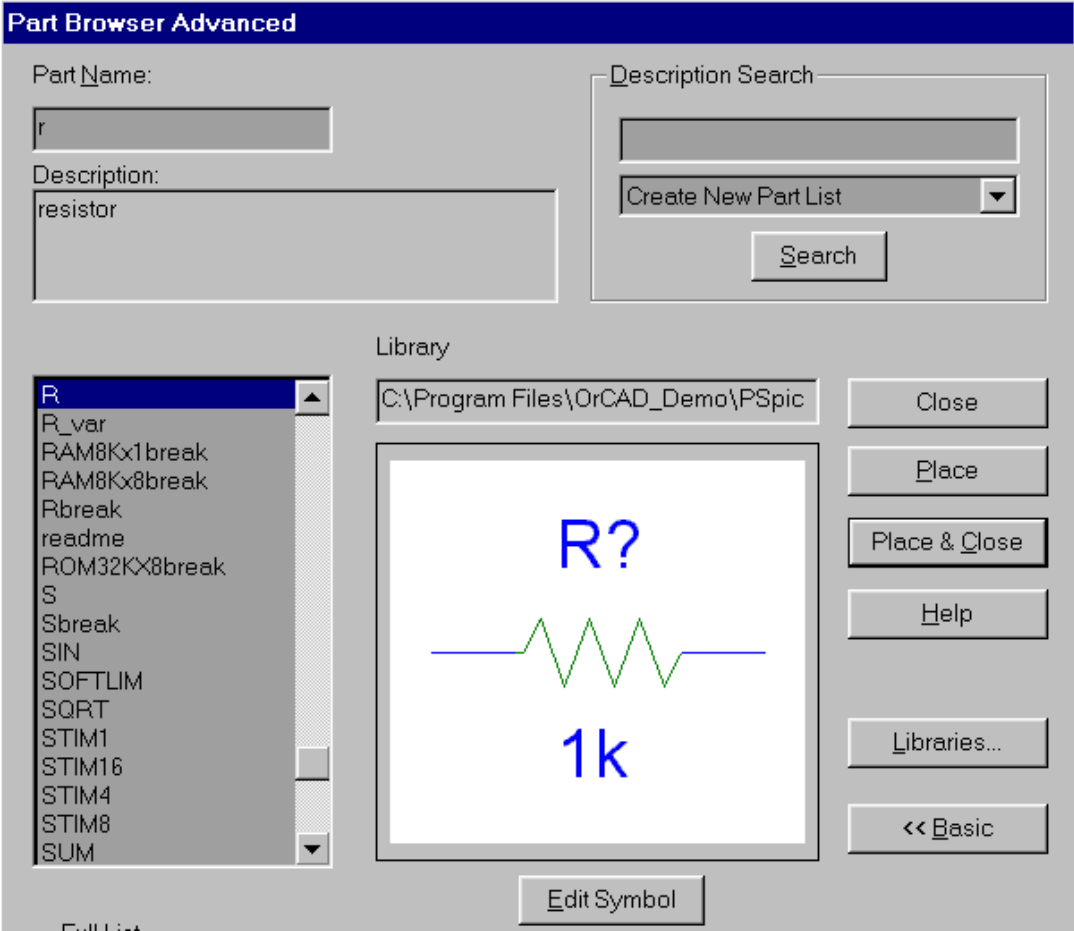 Part Browser Advanced
Part Name:
r
Description:
resistor
Description Search
Create New Part List
Search
Library
C:\Program Files\OrCAD_Demo\PSpic
R
R_var
RAM8Kx1break
RAM8Kx8break
Rbreak
readme
ROM32KX8break
S
Sbreak
SIN
SOFTLIM
SQRT
STIM1
STIM16
STIM4
STIM8
SUM
R?
1k
Close
Place
Place & Close
Help
Libraries...
<< Basic
Edit Symbol
Full List